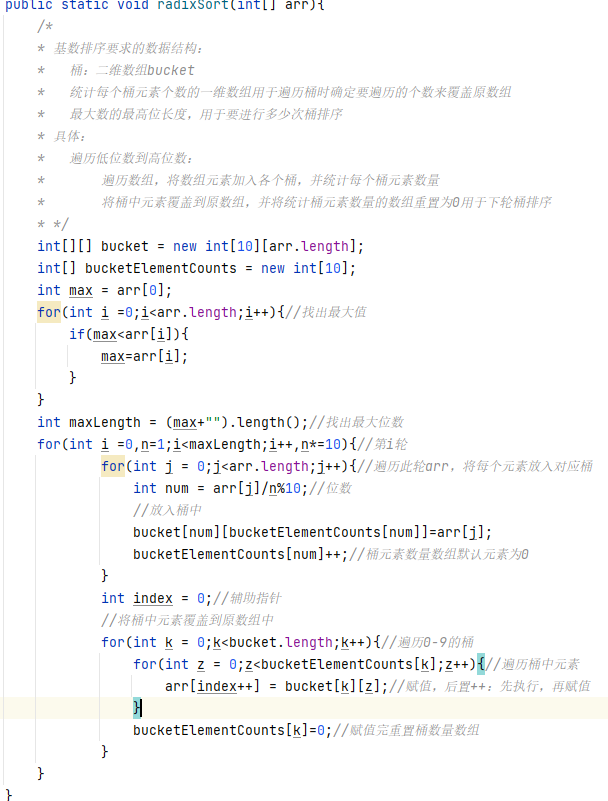 public static void radixSort(int[] arr){
/*
* 基数排序要求的数据结构：
*   桶：二维数组bucket
*   统计每个桶元素个数的一维数组用于遍历桶时确定要遍历的个数来覆盖原数组
*   最大数的最高位长度，用于要进行多少次桶排序
* 具体：
*   遍历低位数到高位数：
*       遍历数组，将数组元素加入各个桶，并统计每个桶元素数量
*       将桶中元素覆盖到原数组，并将统计桶元素数量的数组重置为0用于下轮桶排序
* */
int[][] bucket = new int[10][arr.length];
int[] bucketElementCounts = new int[10];
int max = arr[0];
for(int i =0;i<arr.length;i++){//找出最大值
if(max<arr[i]){
max=arr[i];
}
}
int maxLength = (max+"").length();//找出最大位数
for(int i =0,n=1;i<maxLength;i++,n*=10){//第i轮
for(int j = 0;j<arr.length;j++){//遍历此轮arr，将每个元素放入对应桶
int num = arr[j]/n%10;//位数
//放入桶中
bucket[num][bucketElementCounts[num]]=arr[j];
bucketElementCounts[num]++;//桶元素数量数组默认元素为0
}
int index = 0;//辅助指针
//将桶中元素覆盖到原数组中
for(int k = 0;k<bucket.length;k++){//遍历0-9的桶
for(int z = 0;z<bucketElementCounts[k];z++){//遍历桶中元素
arr[index++] = bucket[k][z];//赋值，后置++：先执行，再赋值
}
bucketElementCounts[k]=0;//赋值完重置桶数量数组
}
}
}